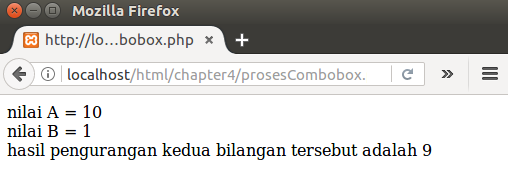 Mozilla Firefox
http://lo...bobox.php
localhost/html/chapter4/prosesCombobox.
nilai A = 10
nilai B = 1
hasil pengurangan kedua bilangan tersebut adalah 9